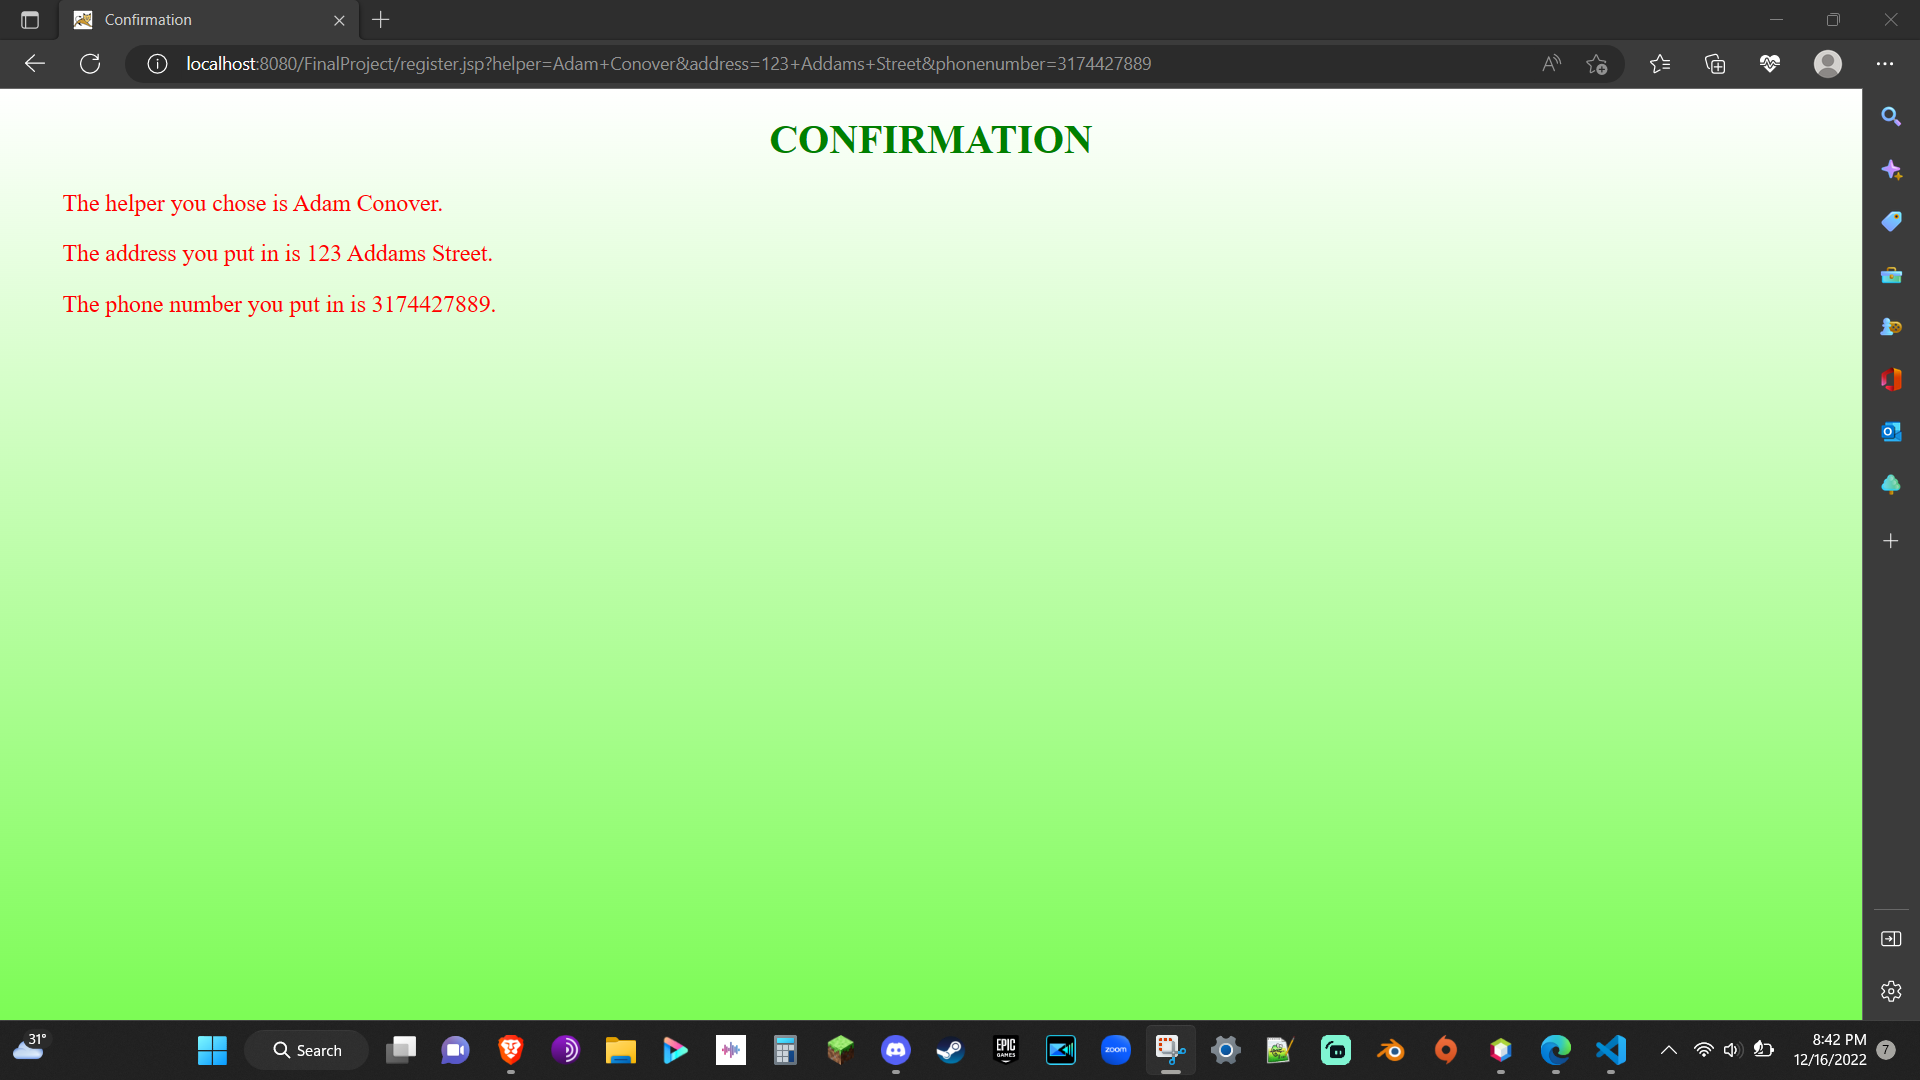 Confirmation
localhost:8080/FinalProject/register.jsp?helper=Adam+Conover&address=123+Addams+Street&phonenumber=3174427889
CONFIRMATION
The helper you chose is Adam Conover.
The address you put in is 123 Addams Street.
The phone number you put in is 3174427889.
31°
Search
EPIC
GAMES
zoom
8:42 PM
12/16/2022
7